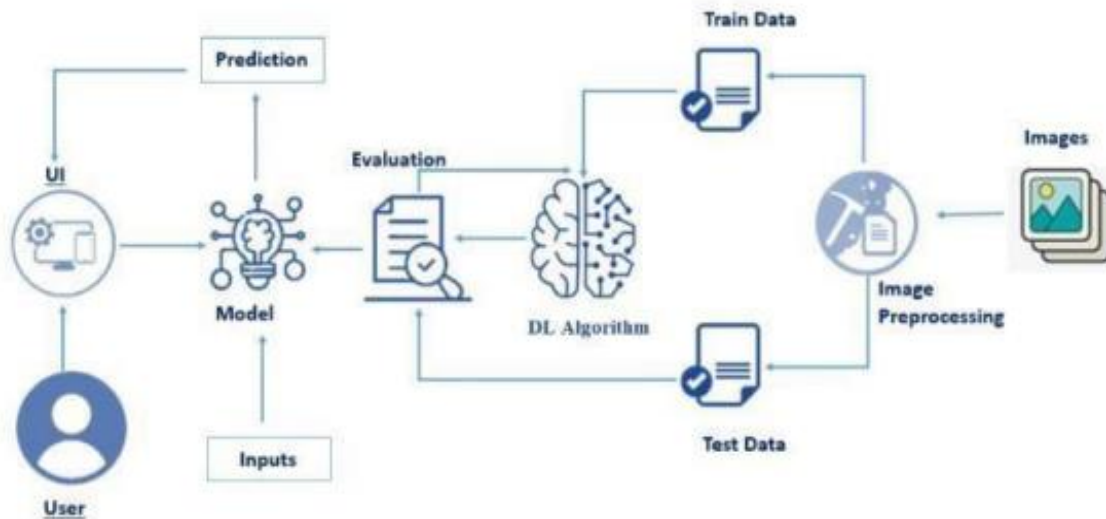 Train Data
Prediction
Images
Evaluation
UI
Image
Preprocessing
Model
DL Algorithm
Test Data
Inputs
User